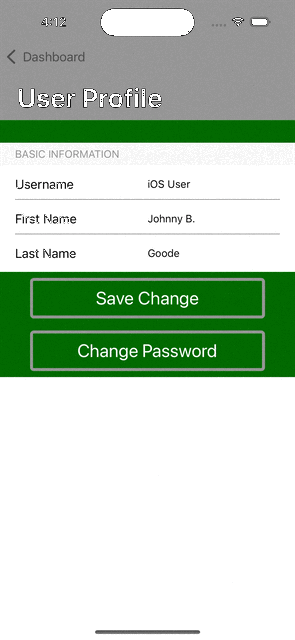 4:12
Dashboard
User Profile
BASIC INFORMATION
Username iOS User
First Name Johnny B.
Last Name Goode
Save Change
Change Password